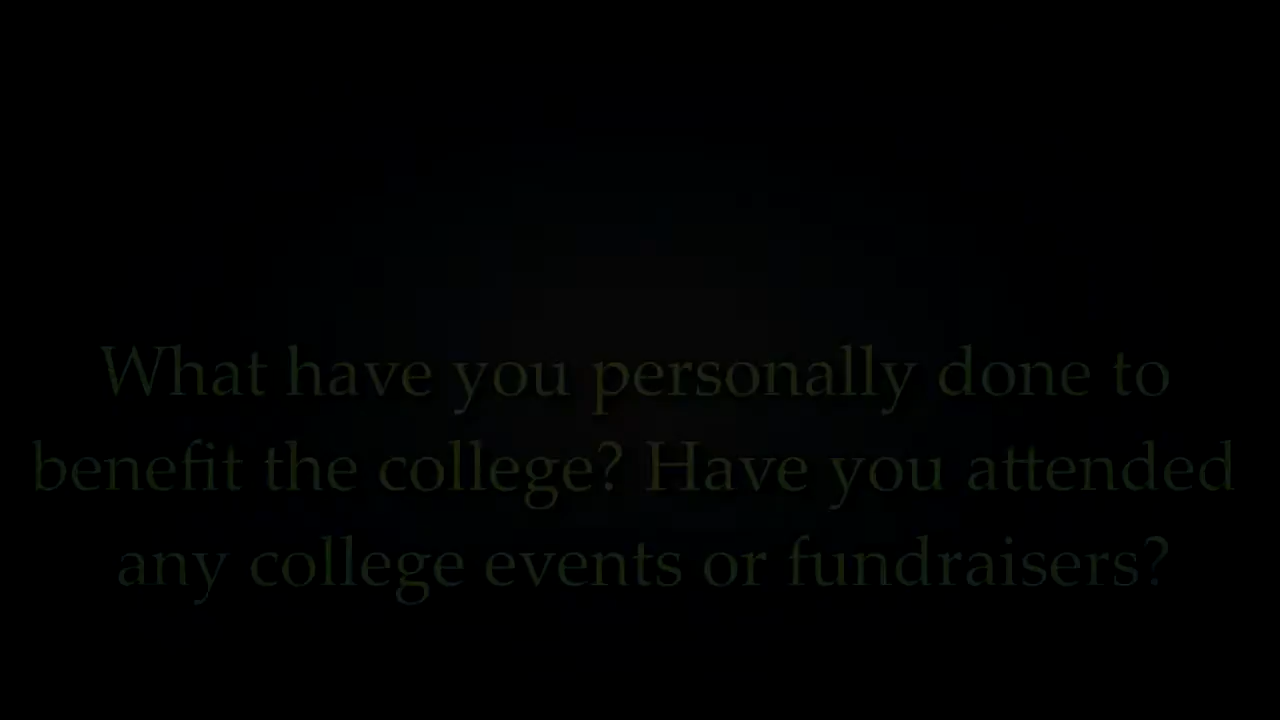 What have you personally done to
benefit the college? Have you attended
any college events or fundraisers?